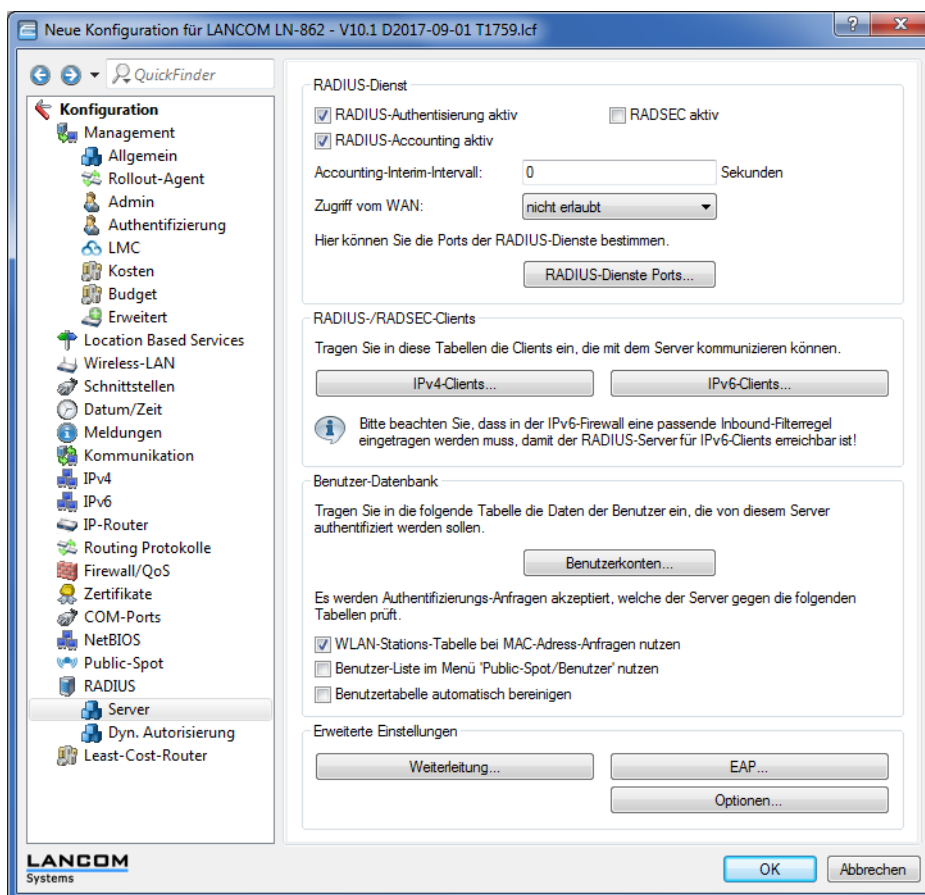 Neue Konfiguration für LANCOM LN-862 - V10.1 D2017-09-01 T1759.lcf
QuickFinder
Konfiguration
Management
Allgemein
Rollout-Agent
Admin
Authentifizierung
LMC
Kosten
Budget
Erweitert
Location Based Services
Wireless-LAN
Schnittstellen
Datum/Zeit
Meldungen
Kommunikation
IPv4
IPv6
IP-Router
Routing Protokolle
Firewall/QoS
Zertifikate
COM-Ports
NetBIOS
Public-Spot
RADIUS
Server
Dyn. Autorisierung
Least-Cost-Router
RADIUS-Dienst
RADIUS-Authentisierung aktiv
RADSEC aktiv
RADIUS-Accounting aktiv
Accounting-Interim-Intervall: 0 Sekunden
Zugriff vom WAN: nicht erlaubt
Hier können Sie die Ports der RADIUS-Dienste bestimmen.
RADIUS-Dienste Ports...
RADIUS-/RADSEC-Clients
Tragen Sie in diese Tabellen die Clients ein, die mit dem Server kommunizieren können.
IPv4-Clients...
IPv6-Clients...
Bitte beachten Sie, dass in der IPv6-Firewall eine passende Inbound-Filterregel
eingetragen werden muss, damit der RADIUS-Server für IPv6-Clients erreichbar ist!
Benutzer-Datenbank
Tragen Sie in die folgende Tabelle die Daten der Benutzer ein, die von diesem Server
authentifiziert werden sollen.
Benutzerkonten...
Es werden Authentifizierungs-Anfragen akzeptiert, welche der Server gegen die folgenden
Tabellen prüft.
WLAN-Stations-Tabelle bei MAC-Adress-Anfragen nutzen
Benutzer-Liste im Menü 'Public-Spot/Benutzer' nutzen
Benutzertabelle automatisch bereinigen
Erweiterte Einstellungen
Weiterleitung...
EAP...
Optionen...
LANCOM
Systems
OK
Abbrechen